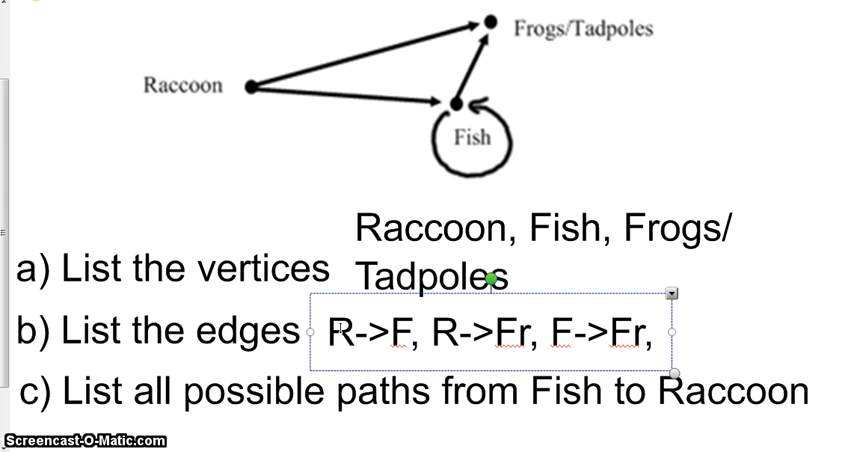 Frogs/Tadpoles
Raccoon
Fish
Raccoon, Fish, Frogs/
a) List the vertices Tadpoles
b) List the edges R->F, R->Fr, F->Fr,
c) List all possible paths from Fish to Raccoon
Screencast-O-Matic.com